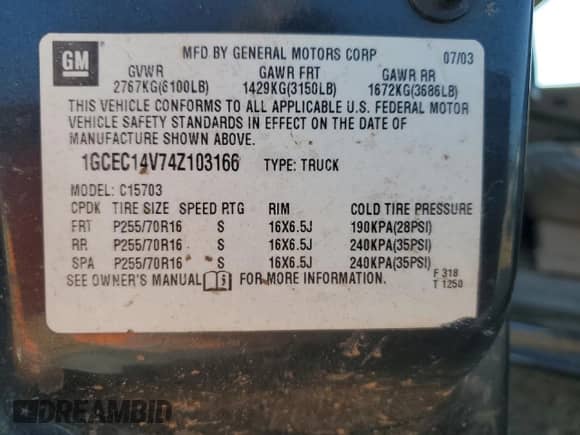 GM MFD BY GENERAL MOTORS CORP 07/03
GVWR GAWR FRT GAWR RR
2767KG(6100LB) 1429KG(3150LB) 1672KG(3686LB)
THIS VEHICLE CONFORMS TO ALL APPLICABLE U.S. FEDERAL MOTOR
VEHICLE SAFETY STANDARDS IN EFFECT ON THE DATE OF
MANUFACTURE SHOWN ABOVE.
1GCEC14V74Z103166 TYPE: TRUCK
MODEL: C15703
CPDK TIRE SIZE SPEED RTG RIM COLD TIRE PRESSURE
FRT P255/70R16 S 16X6.5J 190KPA(28PSI)
RR P255/70R16 S 16X6.5J 240KPA(35PSI)
SPA P255/70R16 S 16X6.5J 240KPA(35PSI)
SEE OWNER'S MANUAL FOR MORE INFORMATION.
F 318
T 1250
DREAMBID